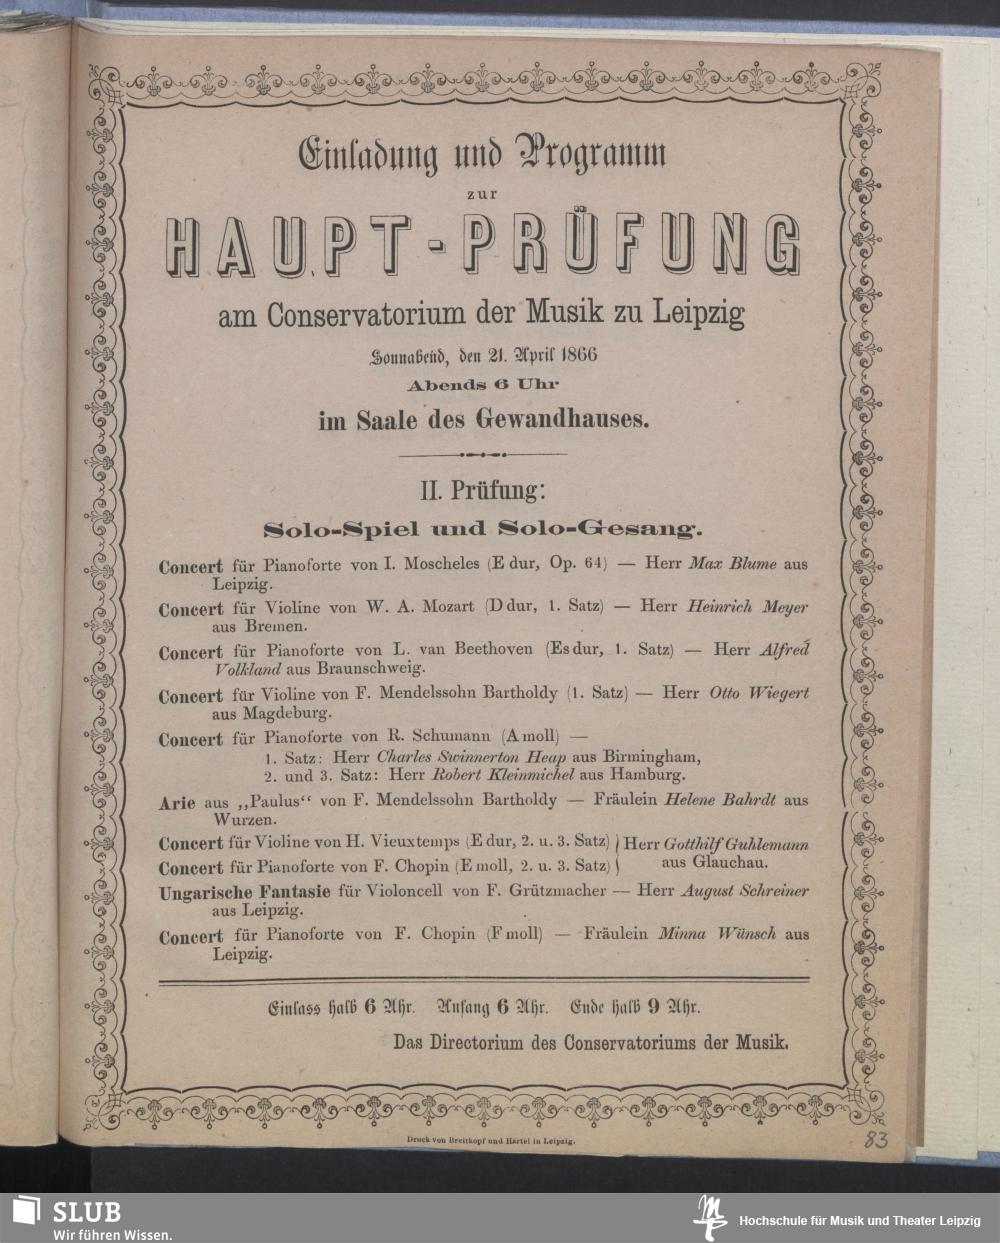 Einladung und Programm
zur
HAUPT-PRÜFUNG
am Conservatorium der Musik zu Leipzig
Sonnabend, den 21. April 1866
Abends 6 Uhr
im Saale des Gewandhauses.
II. Prüfung:
Solo-Spiel und Solo-Gesang.
Concert für Pianoforte von I. Moscheles (E dur, Op. 64) — Herr Max Blume aus
Leipzig.
Concert für Violine von W. A. Mozart (D dur, 1. Satz) — Herr Heinrich Meyer
aus Bremen.
Concert für Pianoforte von L. van Beethoven (Es dur, 1. Satz) — Herr Alfred
Volkland aus Braunschweig.
Concert für Violine von F. Mendelssohn Bartholdy (1. Satz) — Herr Otto Wiegert
aus Magdeburg.
Concert für Pianoforte von R. Schumann (A moll) —
1. Satz: Herr Charles Swinnerton Heap aus Birmingham,
2. und 3. Satz: Herr Robert Kleinmichel aus Hamburg.
Arie aus „Paulus“ von F. Mendelssohn Bartholdy — Fräulein Helene Bahrdt aus
Wurzen.
Concert für Violine von H. Vieuxtemps (E dur, 2. u. 3. Satz) } Herr Gotthilf Guhlemann
Concert für Pianoforte von F. Chopin (E moll, 2. u. 3. Satz) } aus Glauchau.
Ungarische Fantasie für Violoncell von F. Grützmacher — Herr August Schreiner
aus Leipzig.
Concert für Pianoforte von F. Chopin (F moll) — Fräulein Minna Wünsch aus
Leipzig.
Einlass halb 6 Uhr. Anfang 6 Uhr. Ende halb 9 Uhr.
Das Directorium des Conservatoriums der Musik.
Druck von Breitkopf und Härtel in Leipzig.
83
SLUB
Wir führen Wissen.
Hochschule für Musik und Theater Leipzig